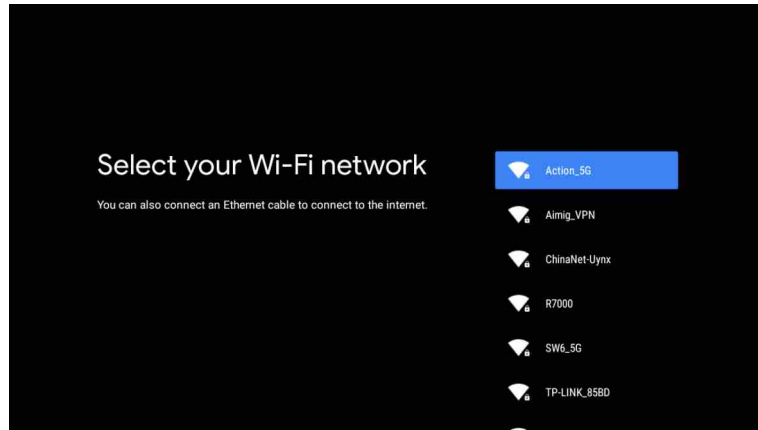 Select your Wi-Fi network
You can also connect an Ethernet cable to connect to the internet.
Action_5G
Aimig_VPN
ChinaNet-Uynx
R7000
SW6_5G
TP-LINK_85BD